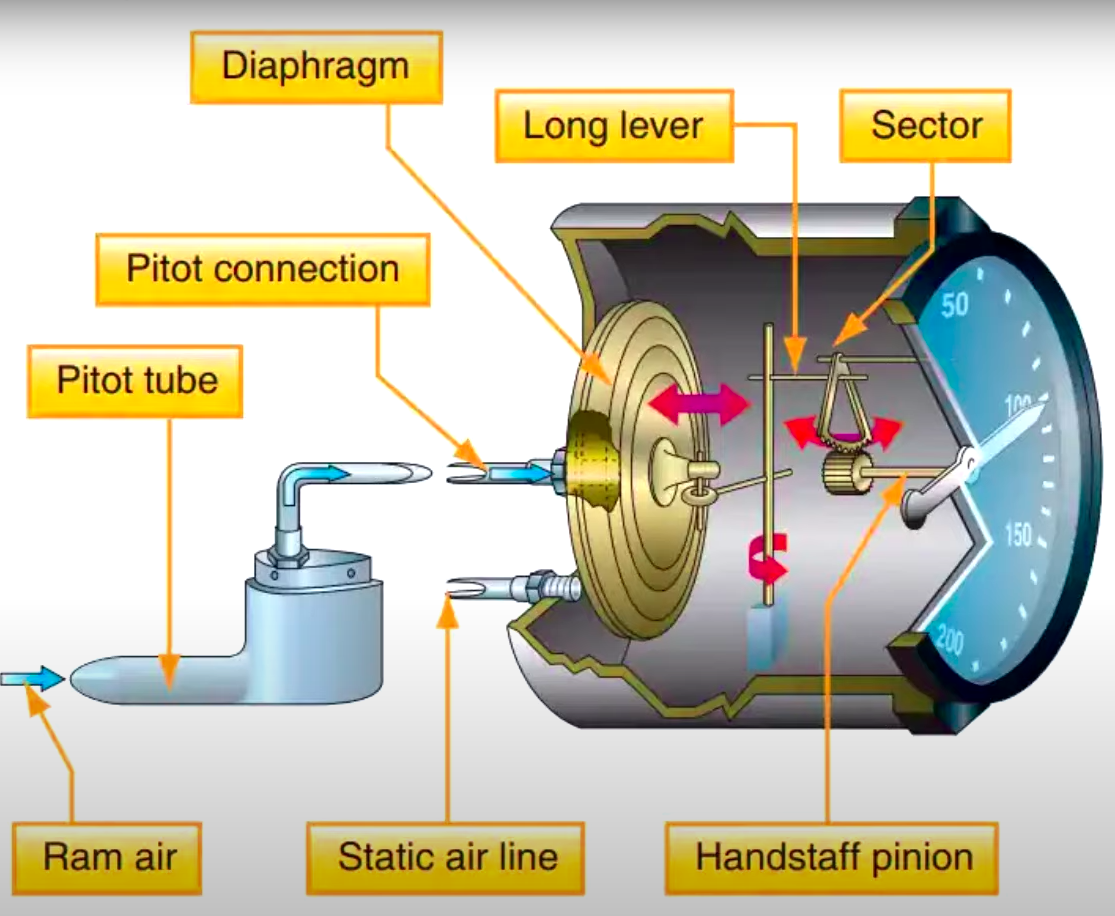 Diaphragm
Long lever
Sector
Pitot connection
Pitot tube
50
100
150
200
Ram air
Static air line
Handstaff pinion